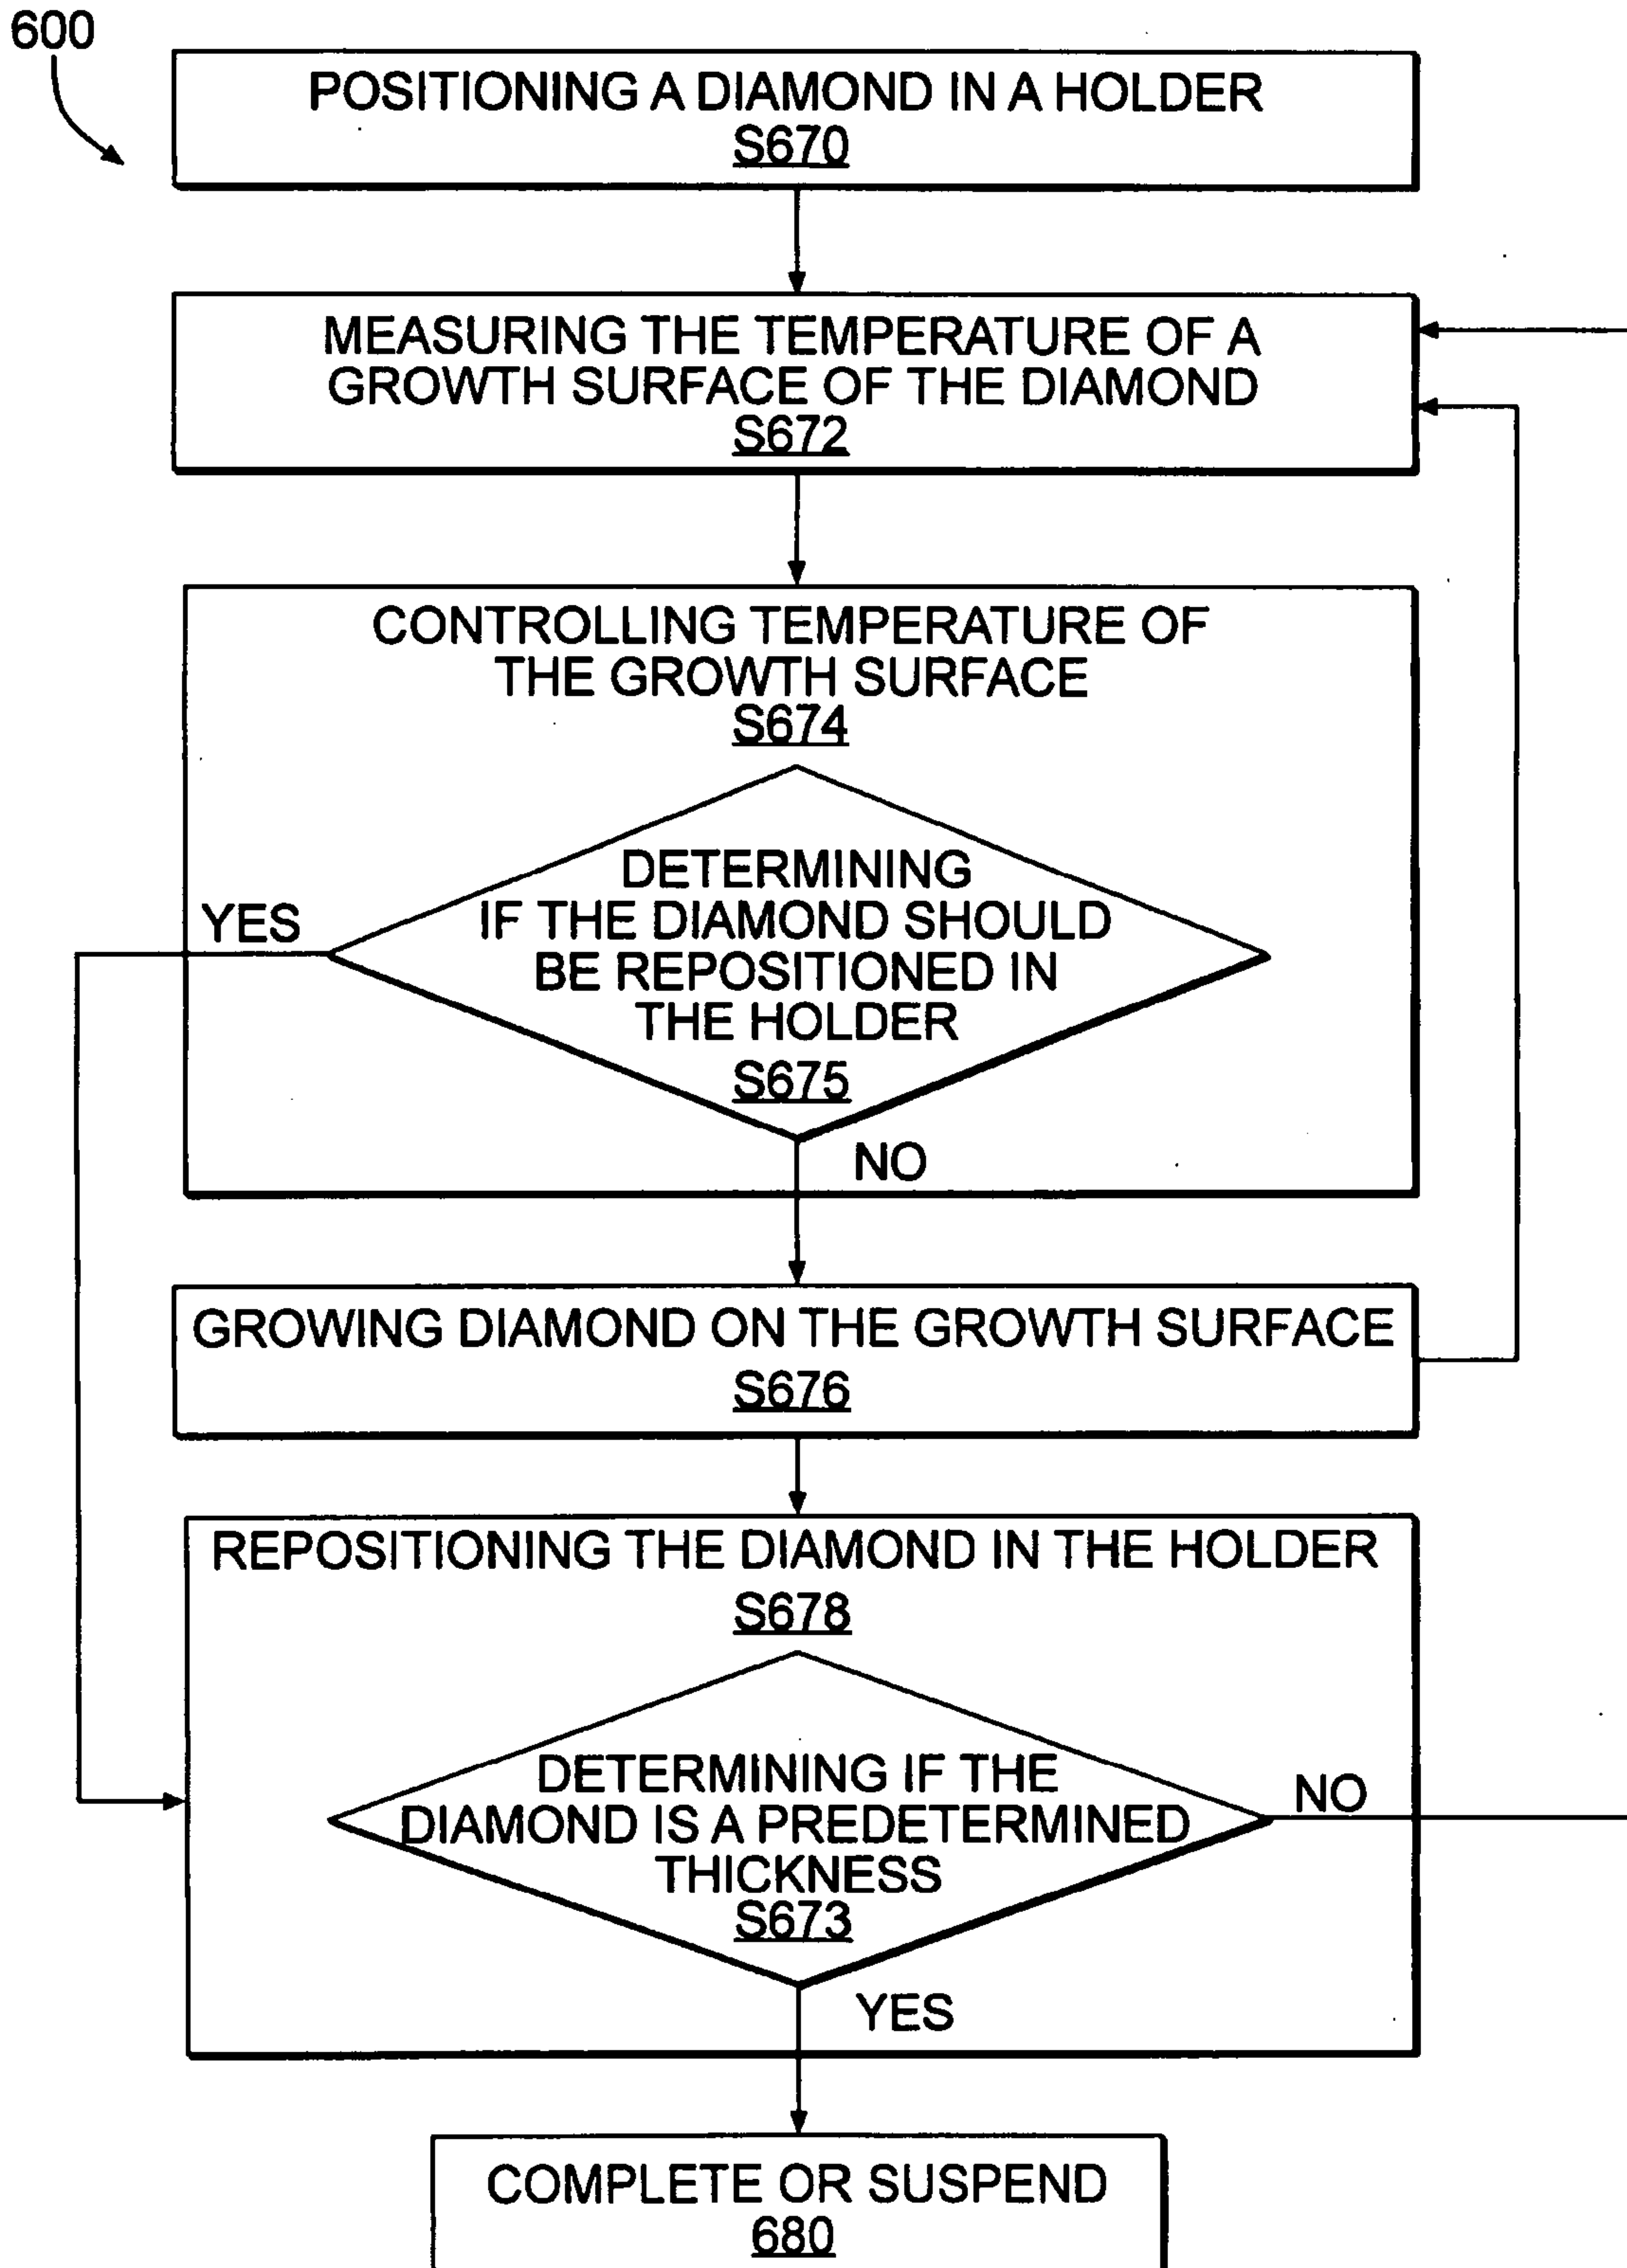 600
POSITIONING A DIAMOND IN A HOLDER
S670
MEASURING THE TEMPERATURE OF A
GROWTH SURFACE OF THE DIAMOND
S672
CONTROLLING TEMPERATURE OF
THE GROWTH SURFACE
S674
DETERMINING
IF THE DIAMOND SHOULD
BE REPOSITIONED IN
THE HOLDER
S675
YES
NO
GROWING DIAMOND ON THE GROWTH SURFACE
S676
REPOSITIONING THE DIAMOND IN THE HOLDER
S678
DETERMINING IF THE
DIAMOND IS A PREDETERMINED
THICKNESS
S673
NO
YES
COMPLETE OR SUSPEND
680